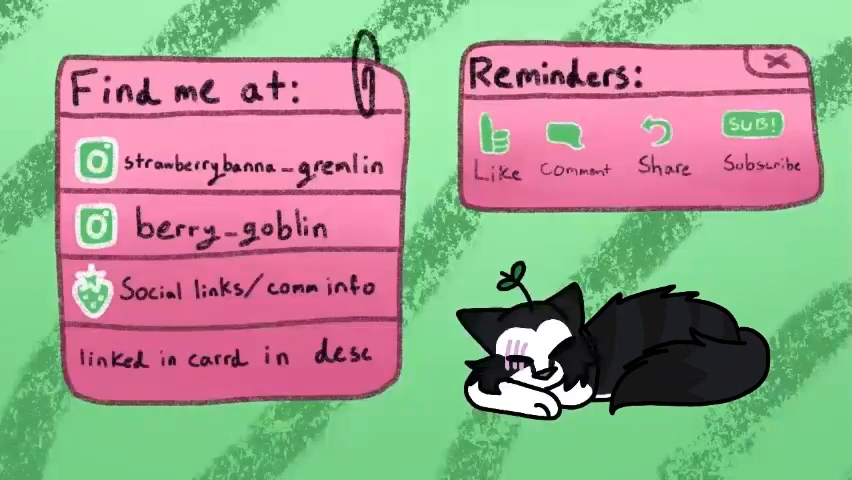 Find me at:
strawberrybanna_gremlin
berry_goblin
Social links/comm info
linked in carrd in desc
Reminders:
Like Comment Share Subscribe
SUB!